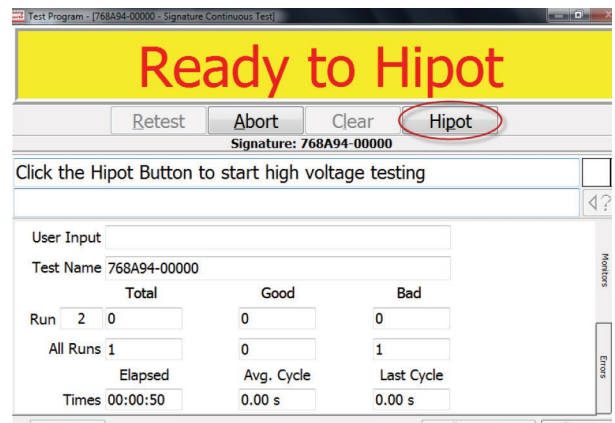 Test Program - [768A94-00000 - Signature Continuous Test]
Ready to Hipot
Retest Abort Clear Hipot
Signature: 768A94-00000
Click the Hipot Button to start high voltage testing
?
User Input
Test Name 768A94-00000
Monitors
Total Good Bad
Run 2 0 0 0
All Runs 1 0 1
Errors
Elapsed Avg. Cycle Last Cycle
Times 00:00:50 0.00 s 0.00 s